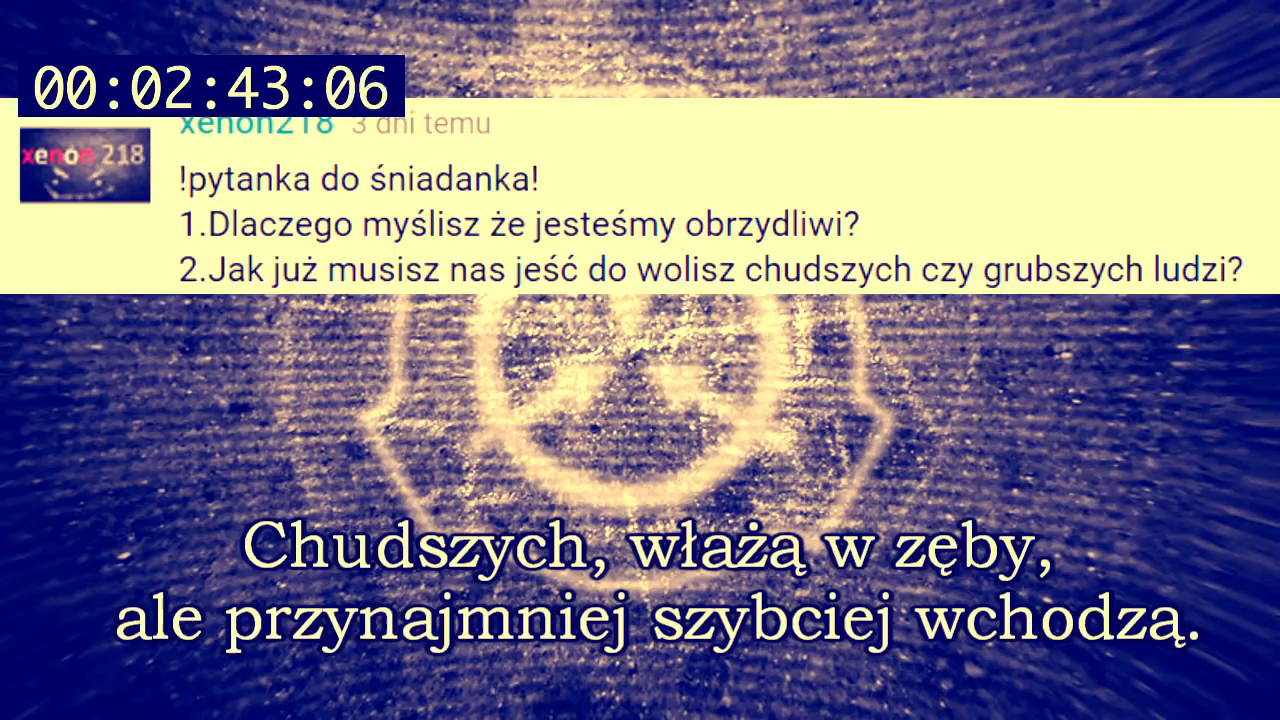 00:02:43:06
xenon218 3 dni temu
xenon 218
!pytanka do śniadanka!
1.Dlaczego myślisz że jesteśmy obrzydliwi?
2.Jak już musisz nas jeść do wolisz chudszych czy grubszych ludzi?
Chudszych, włażą w zęby,
ale przynajmniej szybciej wchodzą.